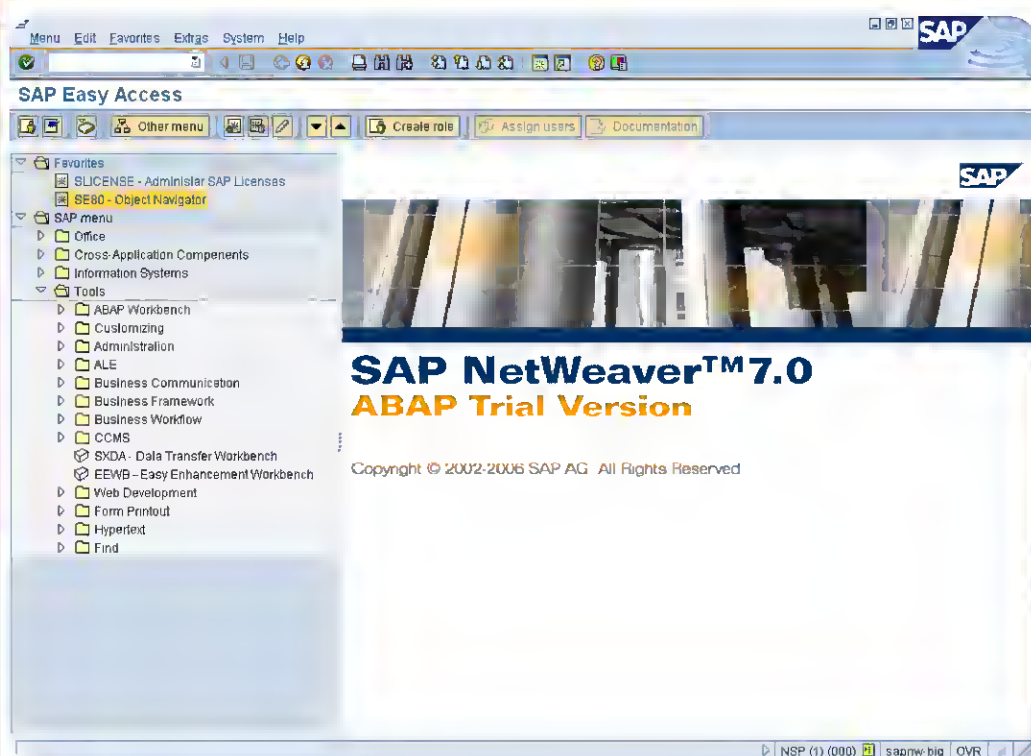 Menu Edit Favorites Extras System Help
SAP
SAP Easy Access
Other menu Create role Assign users Documentation
Favorites
SLICENSE - Administer SAP Licenses
SE80 - Object Navigator
SAP menu
Office
Cross-Application Components
Information Systems
Tools
ABAP Workbench
Customizing
Administration
ALE
Business Communication
Business Framework
Business Workflow
CCMS
SXDA - Data Transfer Workbench
EEWB - Easy Enhancement Workbench
Web Development
Form Printout
Hypertext
Find
SAP
SAP NetWeaver™ 7.0
ABAP Trial Version
Copyright © 2002-2006 SAP AG All Rights Reserved
NSP (1) (000) sapnw-big OVR